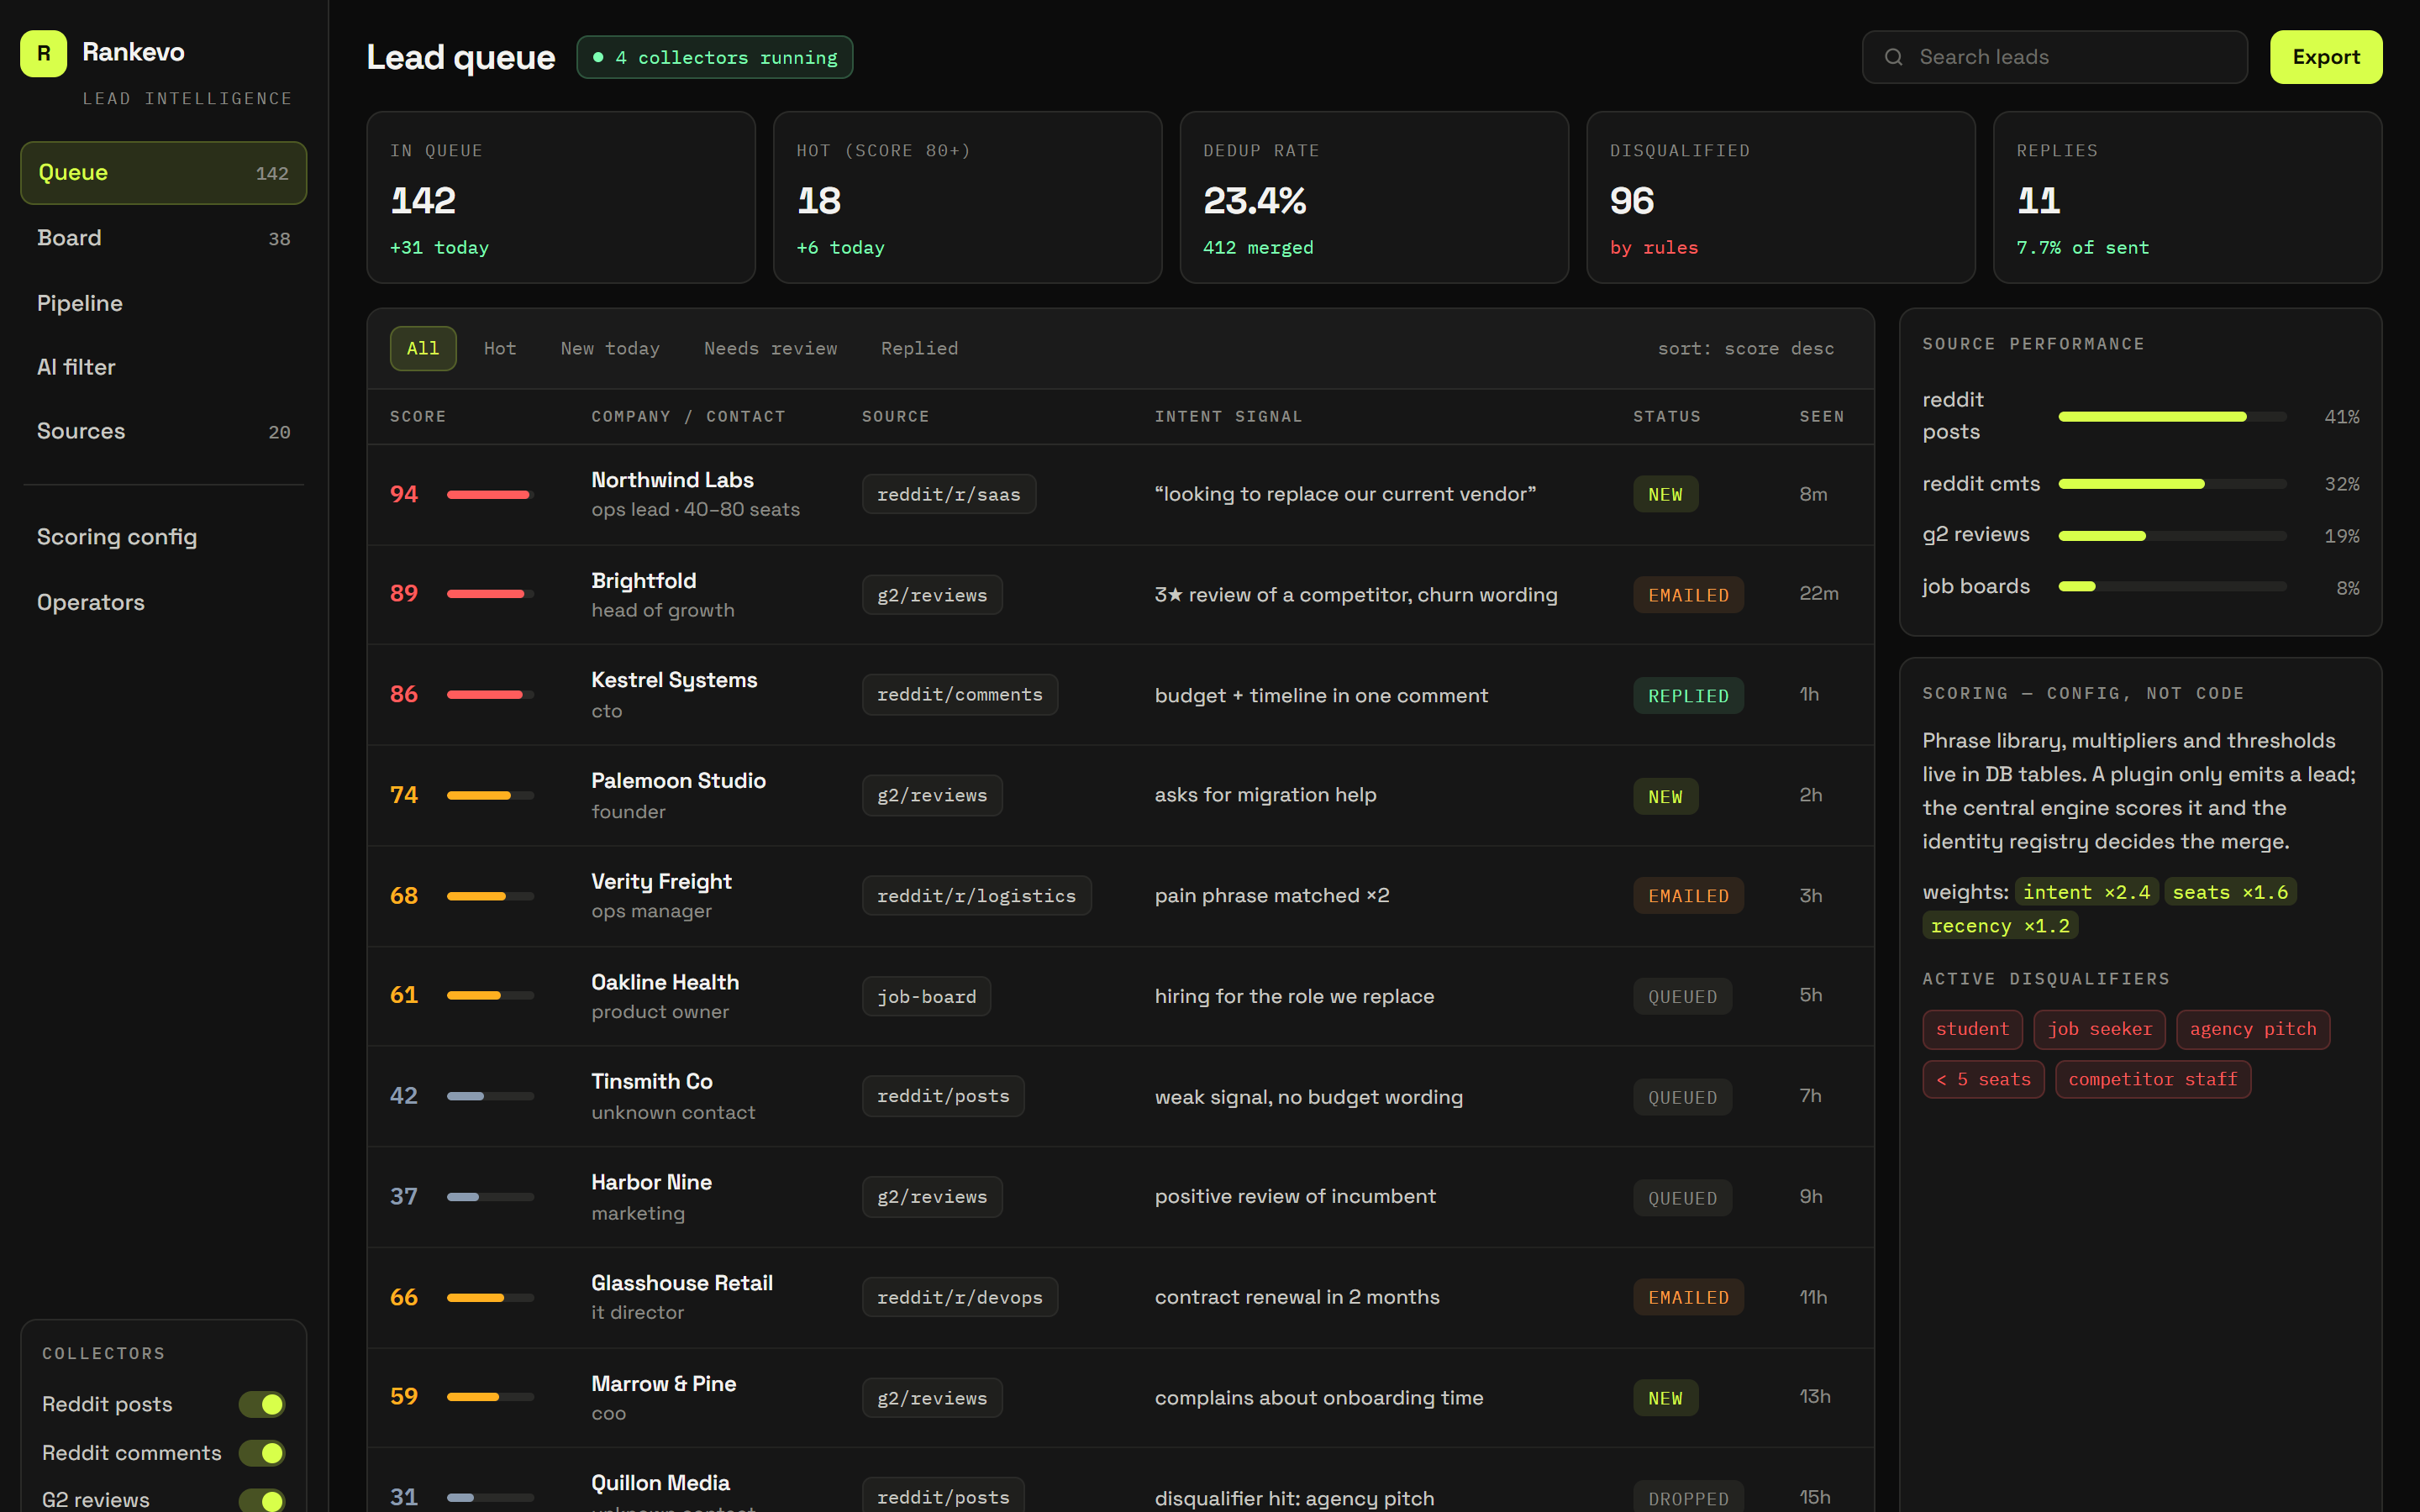 R
Rankevo
LEAD INTELLIGENCE
Queue 142
Board 38
Pipeline
AI filter
Sources 20
Scoring config
Operators
COLLECTORS
Reddit posts
Reddit comments
G2 reviews
Lead queue
4 collectors running
Search leads
Export
IN QUEUE
142
+31 today
HOT (SCORE 80+)
18
+6 today
DEDUP RATE
23.4%
412 merged
DISQUALIFIED
96
by rules
REPLIES
11
7.7% of sent
All Hot New today Needs review Replied sort: score desc
SCORE COMPANY / CONTACT SOURCE INTENT SIGNAL STATUS SEEN
94 Northwind Labs reddit/r/saas “looking to replace our current vendor” NEW 8m
ops lead · 40–80 seats
89 Brightfold g2/reviews 3★ review of a competitor, churn wording EMAILED 22m
head of growth
86 Kestrel Systems reddit/comments budget + timeline in one comment REPLIED 1h
cto
74 Palemoon Studio g2/reviews asks for migration help NEW 2h
founder
68 Verity Freight reddit/r/logistics pain phrase matched ×2 EMAILED 3h
ops manager
61 Oakline Health job-board hiring for the role we replace QUEUED 5h
product owner
42 Tinsmith Co reddit/posts weak signal, no budget wording QUEUED 7h
unknown contact
37 Harbor Nine g2/reviews positive review of incumbent QUEUED 9h
marketing
66 Glasshouse Retail reddit/r/devops contract renewal in 2 months EMAILED 11h
it director
59 Marrow & Pine g2/reviews complains about onboarding time NEW 13h
coo
31 Quillon Media reddit/posts disqualifier hit: agency pitch DROPPED 15h
SOURCE PERFORMANCE
reddit
posts 41%
reddit cmts 32%
g2 reviews 19%
job boards 8%
SCORING — CONFIG, NOT CODE
Phrase library, multipliers and thresholds
live in DB tables. A plugin only emits a lead;
the central engine scores it and the
identity registry decides the merge.
weights: intent ×2.4 seats ×1.6
recency ×1.2
ACTIVE DISQUALIFIERS
student job seeker agency pitch
< 5 seats competitor staff